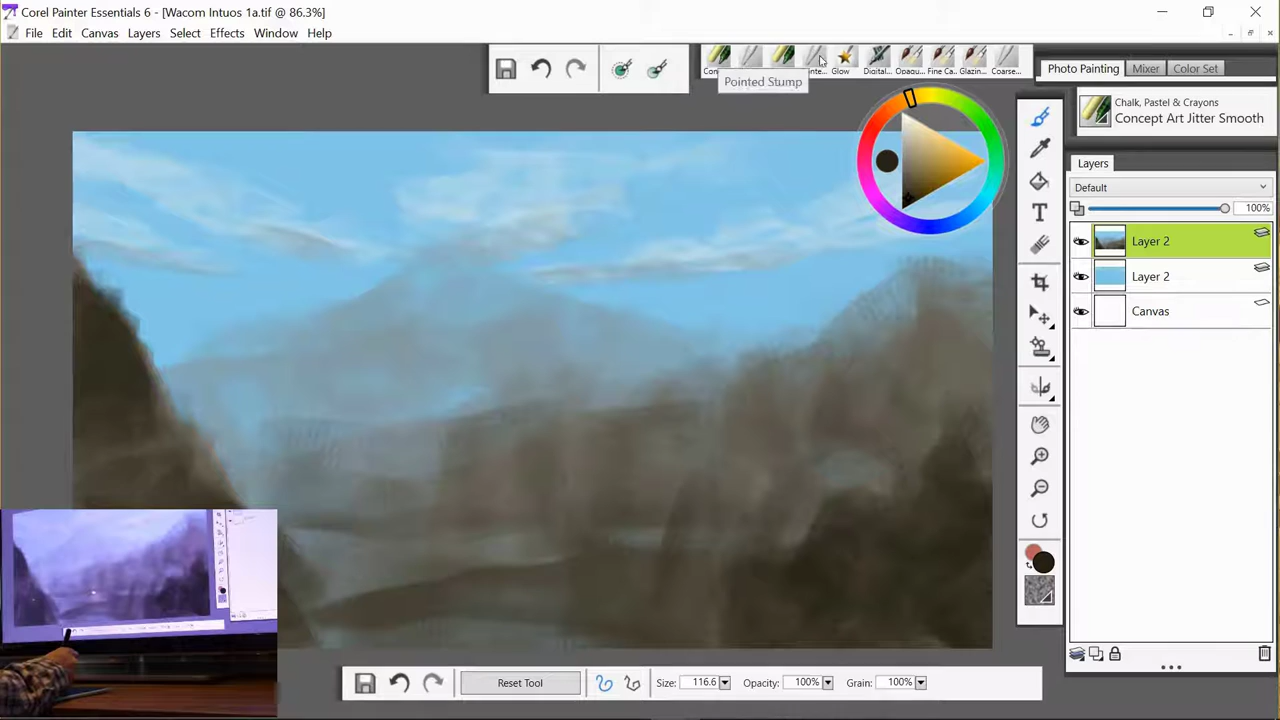 Corel Painter Essentials 6 - [Wacom Intuos 1a.tif @ 86.3%]
File Edit Canvas Layers Select Effects Window Help
Glow Digital... Opaqu... Fine Ca... Glazin... Coarse...
Pointed Stump
Photo Painting Mixer Color Set
Chalk, Pastel & Crayons
Concept Art Jitter Smooth
Layers
Default
100%
Layer 2
Layer 2
Canvas
Reset Tool Size: 116.6 Opacity: 100% Grain: 100%